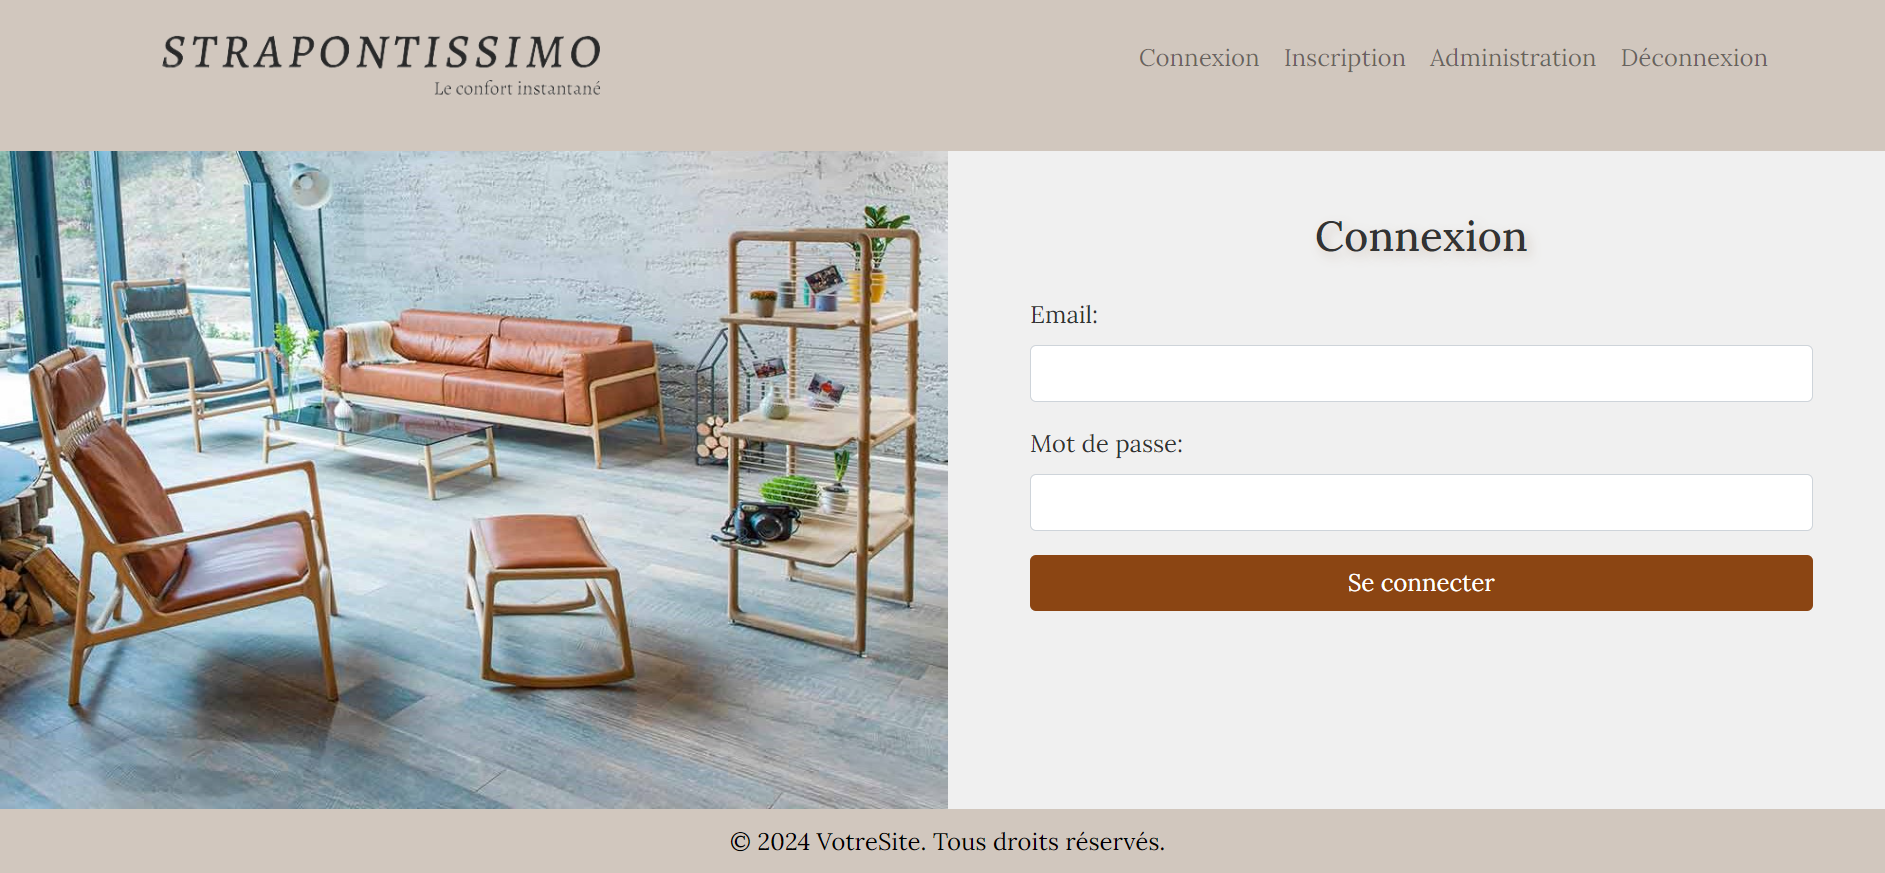 STRAPONTISSIMO
Le confort instantané
Connexion Inscription Administration Déconnexion
Connexion
Email:
Mot de passe:
Se connecter
© 2024 VotreSite. Tous droits réservés.